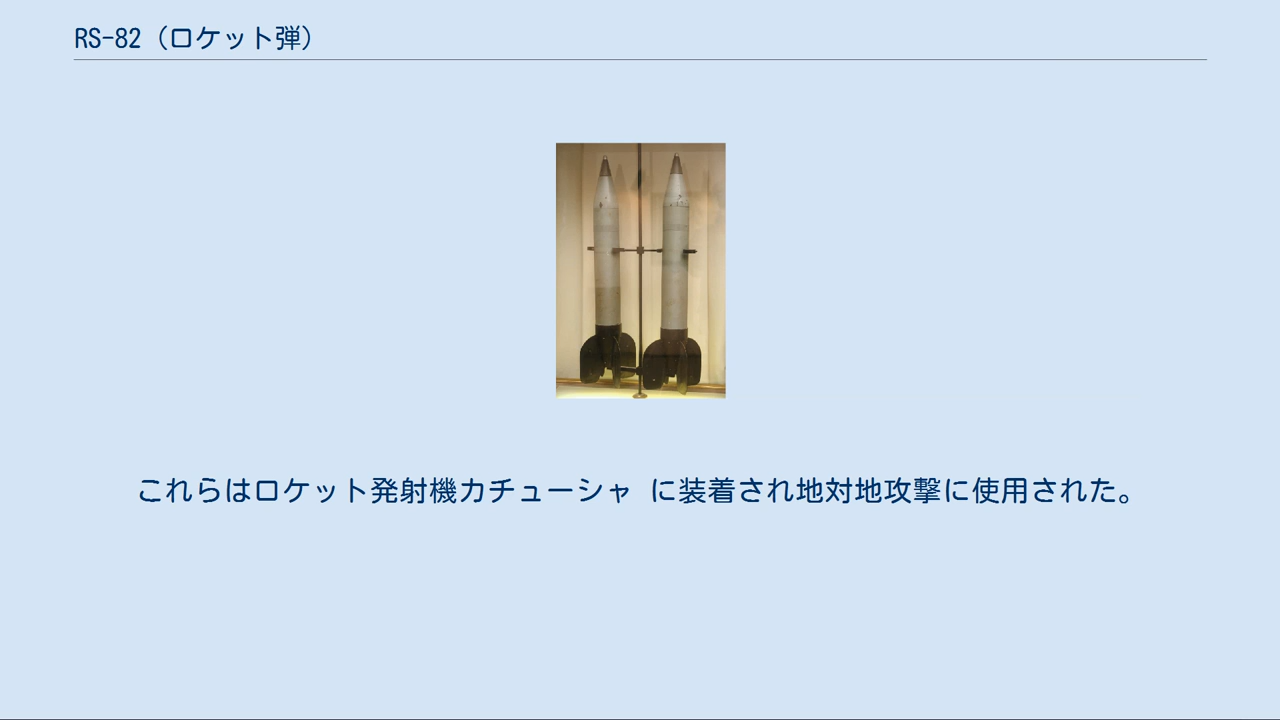 RS-82（ロケット弾）
これらはロケット発射機カチューシャ に装着され地対地攻撃に使用された。